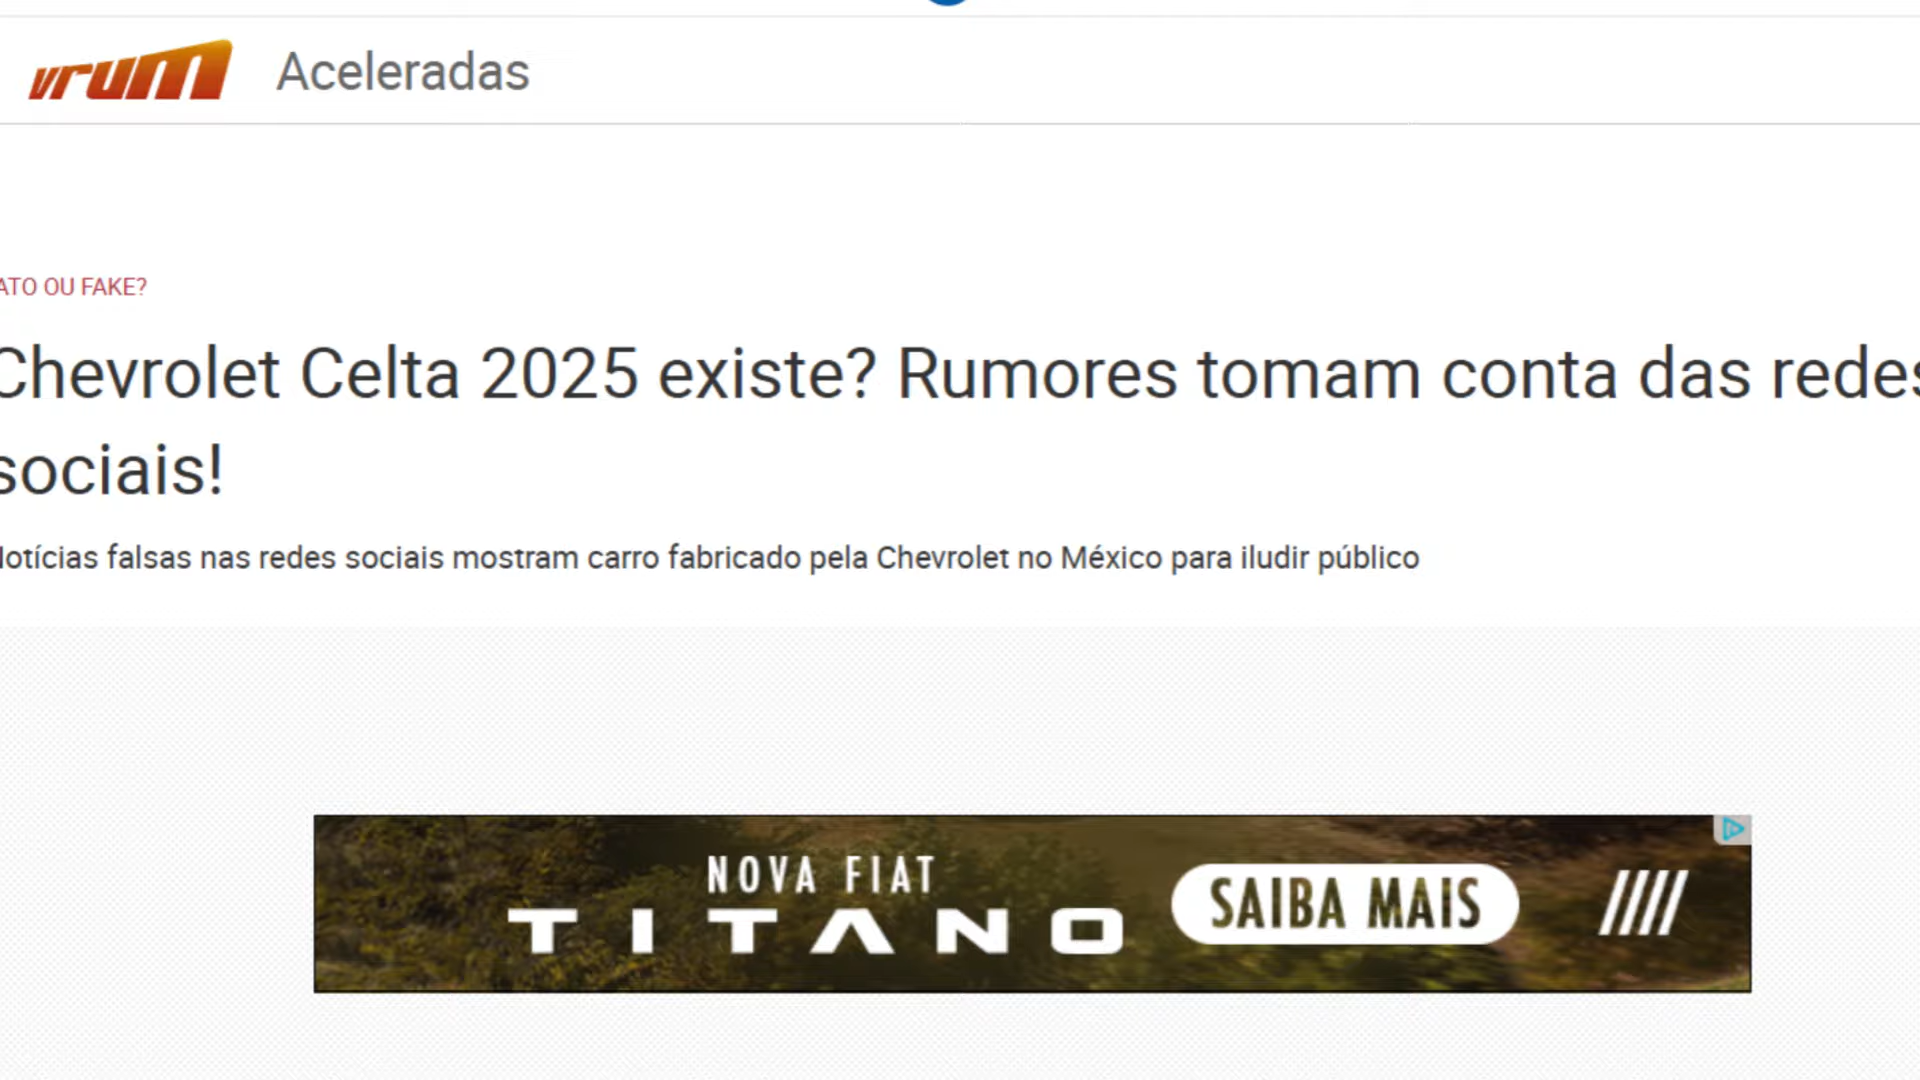 vrum Aceleradas
ATO OU FAKE?
Chevrolet Celta 2025 existe? Rumores tomam conta das redes
sociais!
lotícias falsas nas redes sociais mostram carro fabricado pela Chevrolet no México para iludir público
NOVA FIAT
TITANO
SAIBA MAIS